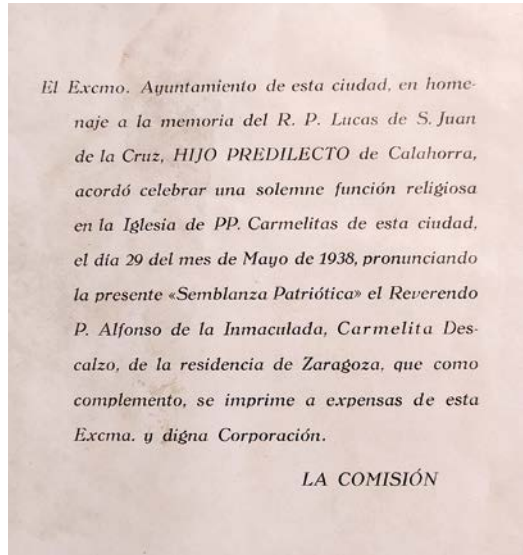 El Excmo. Ayuntamiento de esta ciudad, en home-
naje a la memoria del R. P. Lucas de S. Juan
de la Cruz, HIJO PREDILECTO de Calahorra,
acordó celebrar una solemne función religiosa
en la Iglesia de PP. Carmelitas de esta ciudad,
el día 29 del mes de Mayo de 1938, pronunciando
la presente «Semblanza Patriótica» el Reverendo
P. Alfonso de la Inmaculada, Carmelita Des-
calzo, de la residencia de Zaragoza, que como
complemento, se imprime a expensas de esta
Excma. y digna Corporación.
LA COMISIÓN